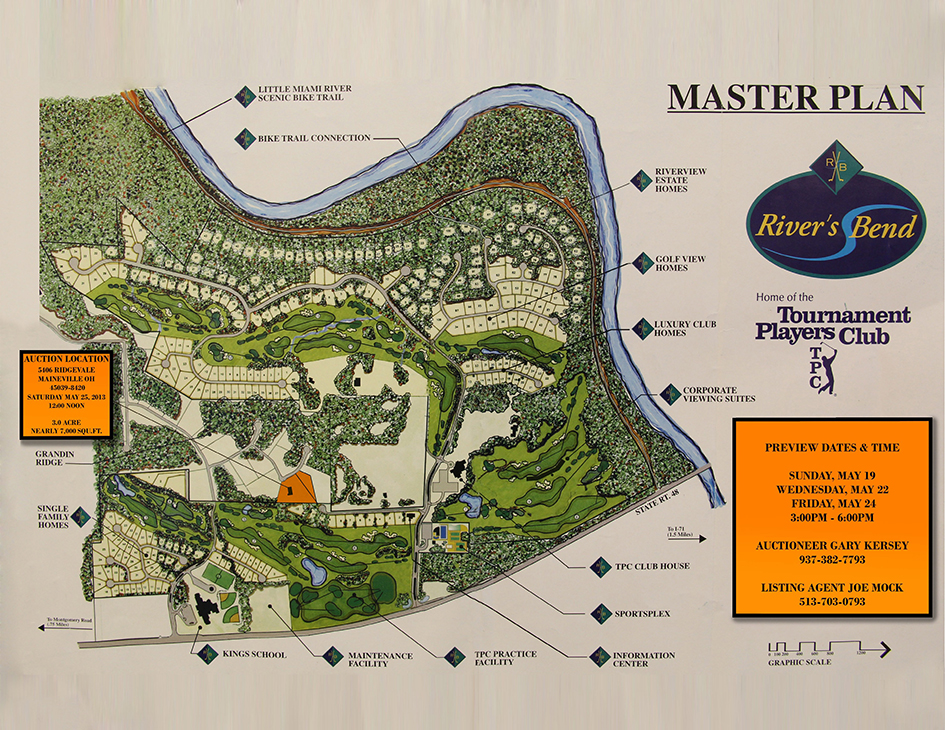 MASTER PLAN
LITTLE MIAMI RIVER
SCENIC BIKE TRAIL
BIKE TRAIL CONNECTION
RIVERVIEW
ESTATE
HOMES
R B
River's Bend
GOLF VIEW
HOMES
Home of the
Tournament
Players Club
TPC
LUXURY CLUB
HOMES
CORPORATE
VIEWING SUITES
AUCTION LOCATION
5406 RIDGEVALE
MAINEVILLE OH
45039-8420
SATURDAY MAY 25, 2013
12:00 NOON
3.0 ACRE
NEARLY 7,000 SQU.FT.
GRANDIN
RIDGE
SINGLE
FAMILY
HOMES
STATE RT. 48
To I-71
(1.5 Miles)
PREVIEW DATES & TIME
SUNDAY, MAY 19
WEDNESDAY, MAY 22
FRIDAY, MAY 24
3:00PM - 6:00PM
AUCTIONEER GARY KERSEY
937-382-7793
LISTING AGENT JOE MOCK
513-703-0793
TPC CLUB HOUSE
SPORTSPLEX
To Montgomery Road
(.75 Miles)
KINGS SCHOOL
MAINTENANCE
FACILITY
TPC PRACTICE
FACILITY
INFORMATION
CENTER
0 100 200 400 600 800 1200
GRAPHIC SCALE